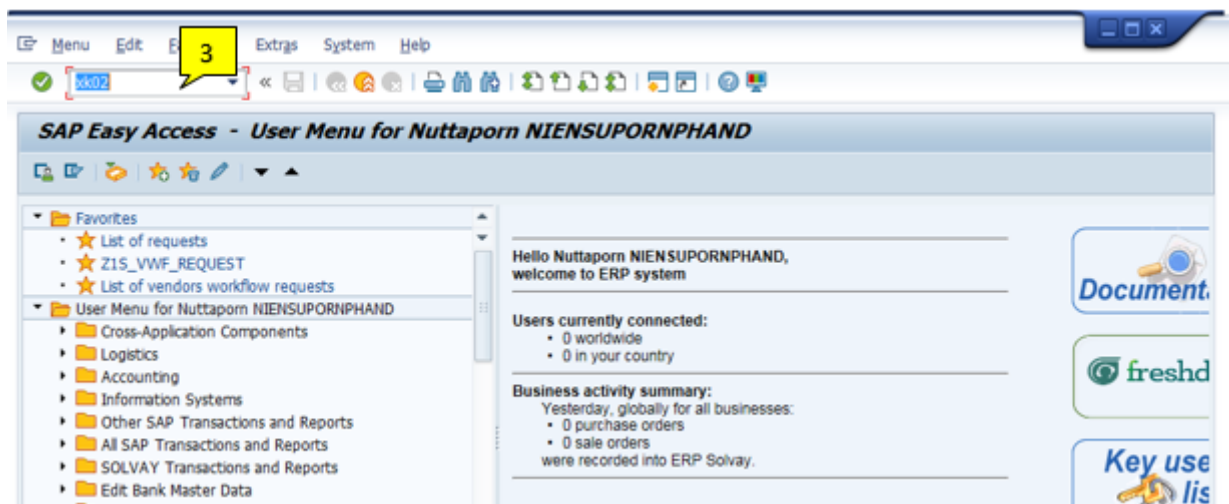 Menu Edit Extras System Help
3
xk02
SAP Easy Access - User Menu for Nuttaporn NIENSUPORNPHAND
Favorites
List of requests
Z1S_VWF_REQUEST
List of vendors workflow requests
User Menu for Nuttaporn NIENSUPORNPHAND
Cross-Application Components
Logistics
Accounting
Information Systems
Other SAP Transactions and Reports
All SAP Transactions and Reports
SOLVAY Transactions and Reports
Edit Bank Master Data
Hello Nuttaporn NIENSUPORNPHAND,
welcome to ERP system
Users currently connected:
• 0 worldwide
• 0 in your country
Business activity summary:
Yesterday, globally for all businesses:
• 0 purchase orders
• 0 sale orders
were recorded into ERP Solvay.
Document
freshd
Key use
lis